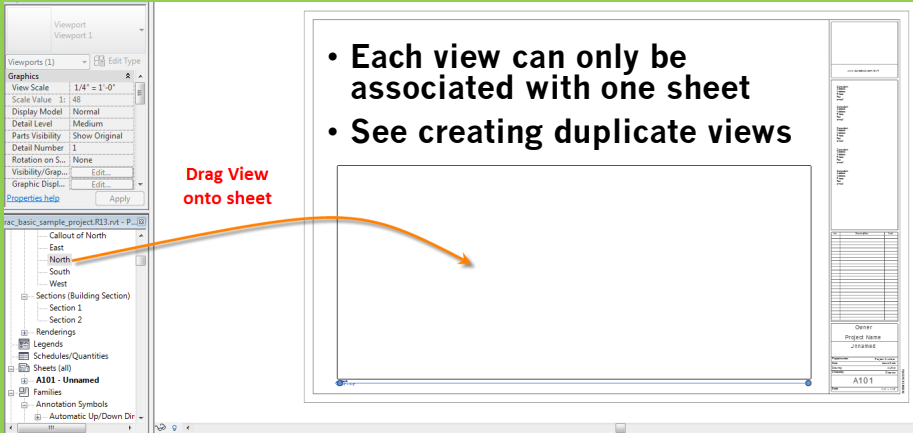 Viewport
Viewport 1
Viewports (1)
Edit Type
Graphics
View Scale 1/4" = 1'-0"
Scale Value 1: 48
Display Model Normal
Detail Level Medium
Parts Visibility Show Original
Detail Number 1
Rotation on S... None
Visibility/Grap... Edit...
Graphic Displ... Edit...
Properties help Apply
rac_basic_sample_project.R13.rvt - P...
Callout of North
East
North
South
West
Sections (Building Section)
Section 1
Section 2
Renderings
Legends
Schedules/Quantities
Sheets (all)
A101 - Unnamed
Families
Annotation Symbols
Automatic Up/Down Dir
Drag View
onto sheet
• Each view can only be
associated with one sheet
• See creating duplicate views
Owner
Project Name
Unnamed
A101